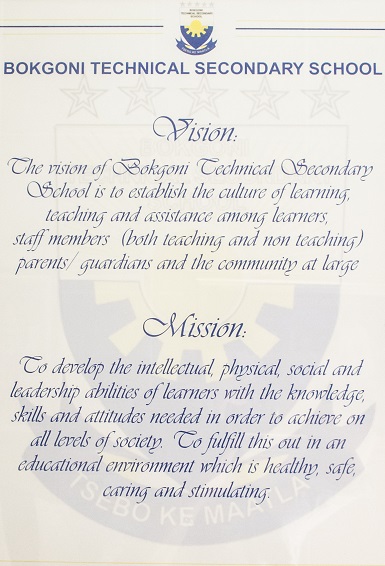 BOKGONI TECHNICAL SECONDARY SCHOOL
Vision:
The vision of Bokgoni Technical Secondary
School is to establish the culture of learning,
teaching and assistance among learners,
staff members (both teaching and non teaching)
parents/ guardians and the community at large
Mission:
To develop the intellectual, physical, social and
leadership abilities of learners with the knowledge,
skills and attitudes needed in order to achieve on
all levels of society. To fulfill this out in an
educational environment which is healthy, safe,
caring and stimulating.
TSEBO KE MAATLA